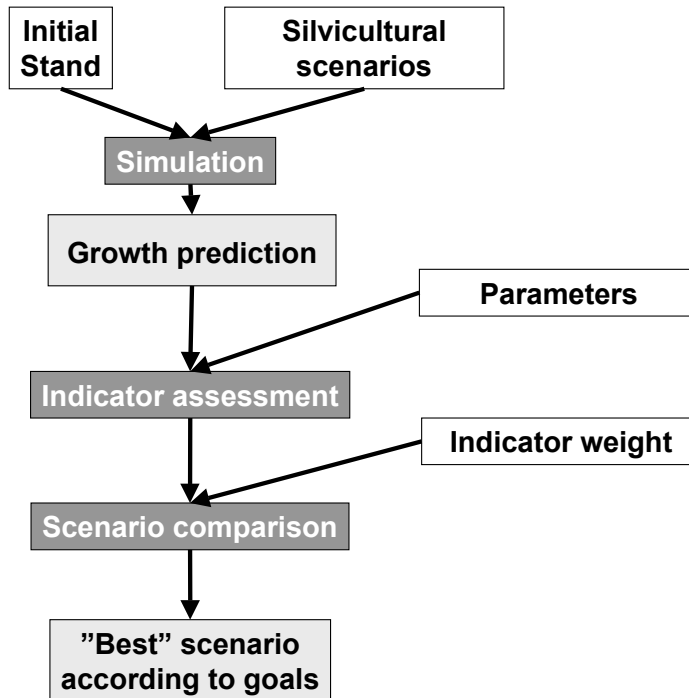 Initial
Stand
Silvicultural
scenarios
Simulation
Growth prediction
Parameters
Indicator assessment
Indicator weight
Scenario comparison
”Best” scenario
according to goals